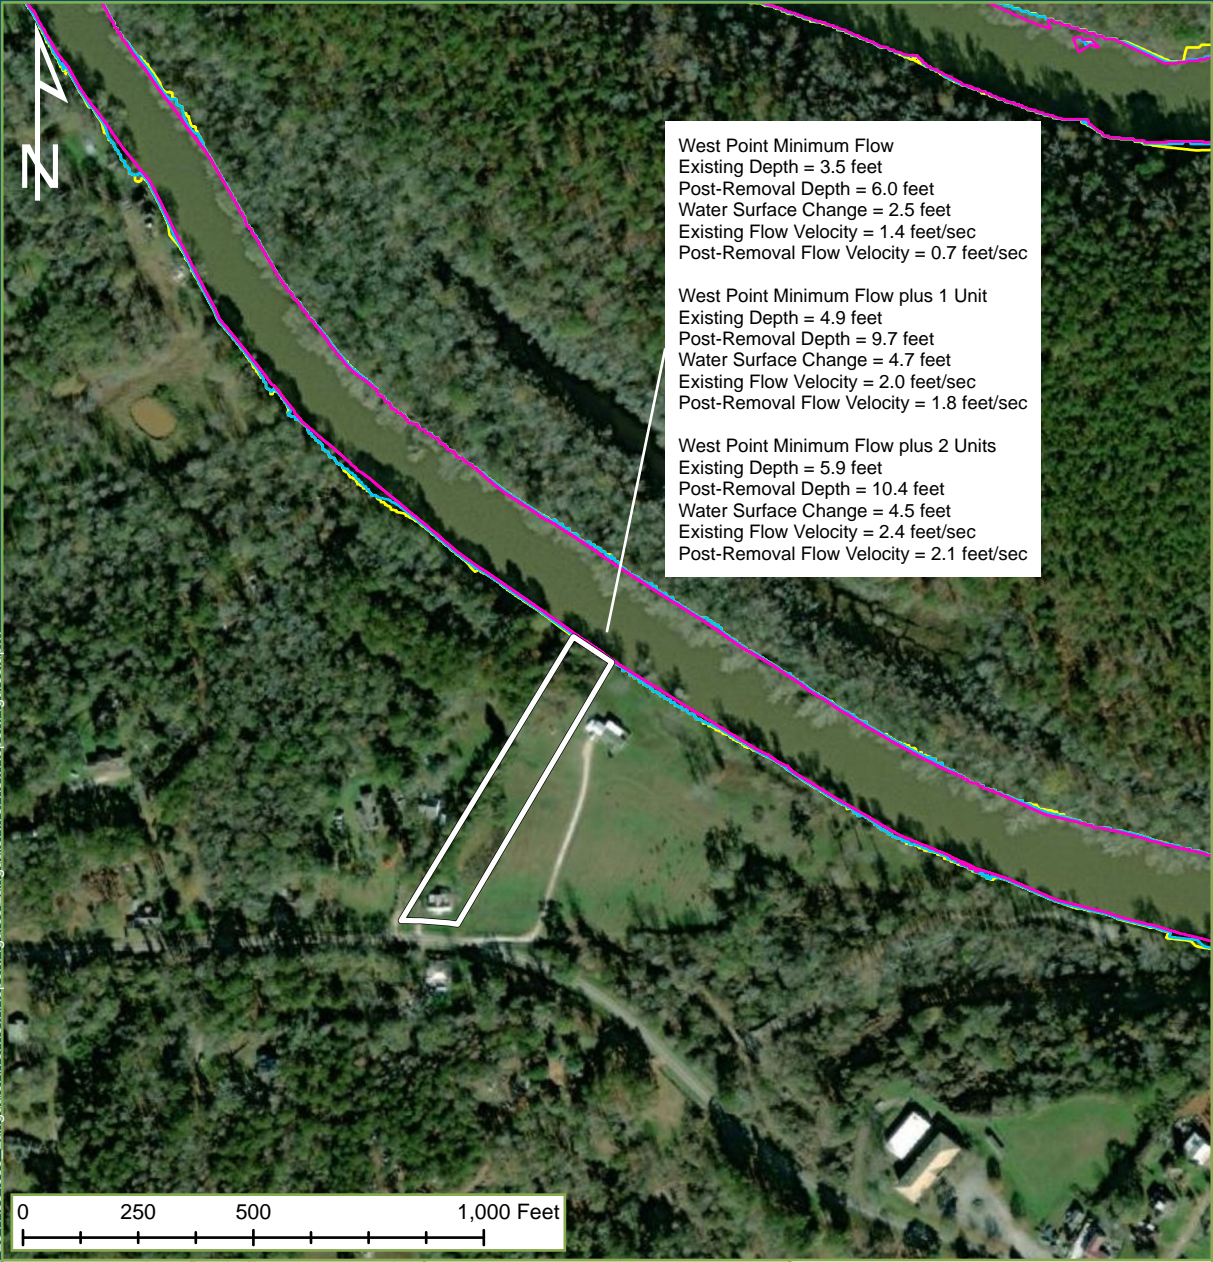 N
West Point Minimum Flow
Existing Depth = 3.5 feet
Post-Removal Depth = 6.0 feet
Water Surface Change = 2.5 feet
Existing Flow Velocity = 1.4 feet/sec
Post-Removal Flow Velocity = 0.7 feet/sec
West Point Minimum Flow plus 1 Unit
Existing Depth = 4.9 feet
Post-Removal Depth = 9.7 feet
Water Surface Change = 4.7 feet
Existing Flow Velocity = 2.0 feet/sec
Post-Removal Flow Velocity = 1.8 feet/sec
West Point Minimum Flow plus 2 Units
Existing Depth = 5.9 feet
Post-Removal Depth = 10.4 feet
Water Surface Change = 4.5 feet
Existing Flow Velocity = 2.4 feet/sec
Post-Removal Flow Velocity = 2.1 feet/sec
0 250 500 1,000 Feet